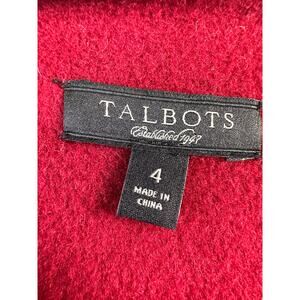 TALBOTS
Established 1947
4
MADE IN
CHINA